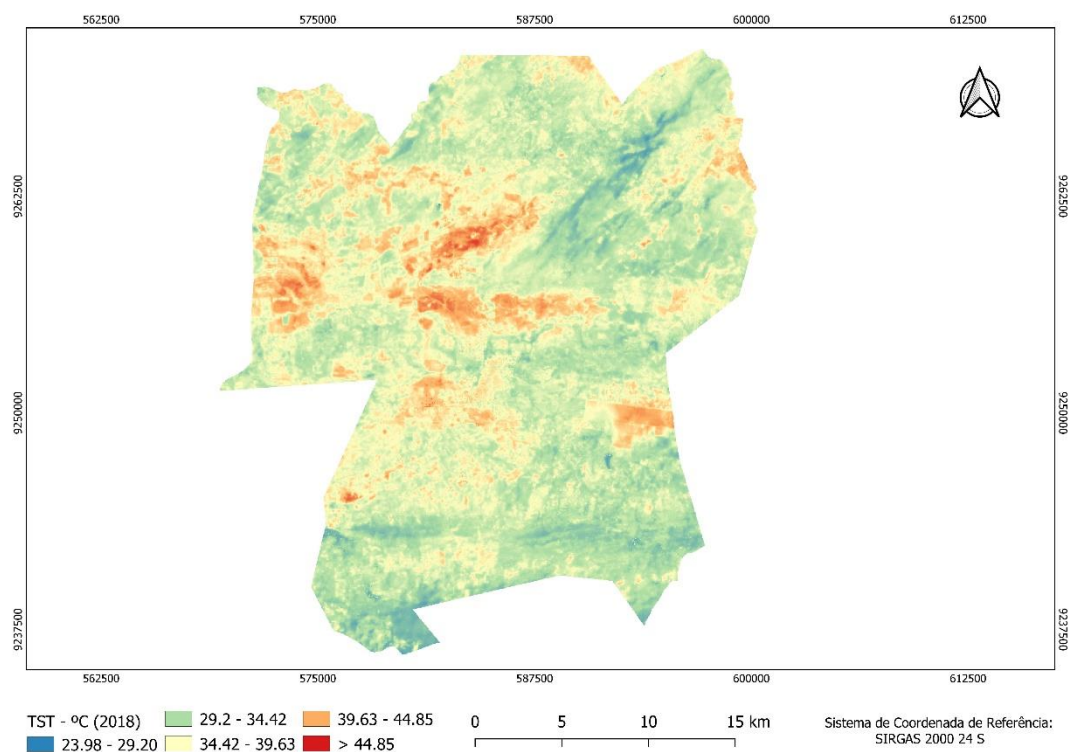 562500 575000 587500 600000 612500
9262500 9262500
9250000 9250000
9237500 9237500
562500 575000 587500 600000 612500
TST - ºC (2018) 29.2 - 34.42 39.63 - 44.85 0 5 10 15 km Sistema de Coordenada de Referência:
23.98 - 29.20 34.42 - 39.63 > 44.85 SIRGAS 2000 24 S